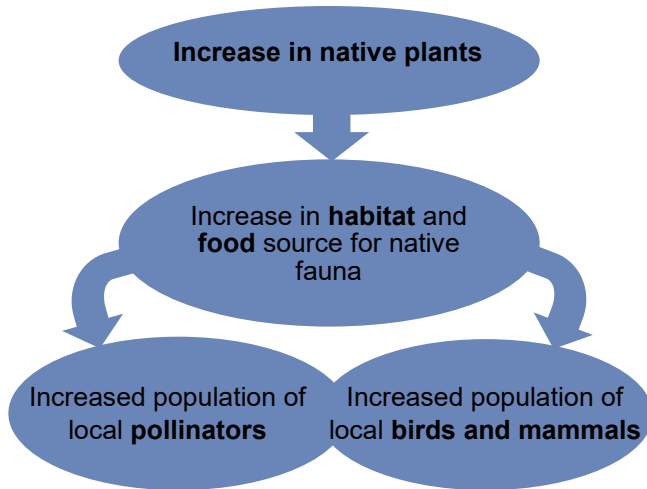 Increase in native plants
Increase in habitat and
food source for native
fauna
Increased population of
local pollinators
Increased population of
local birds and mammals